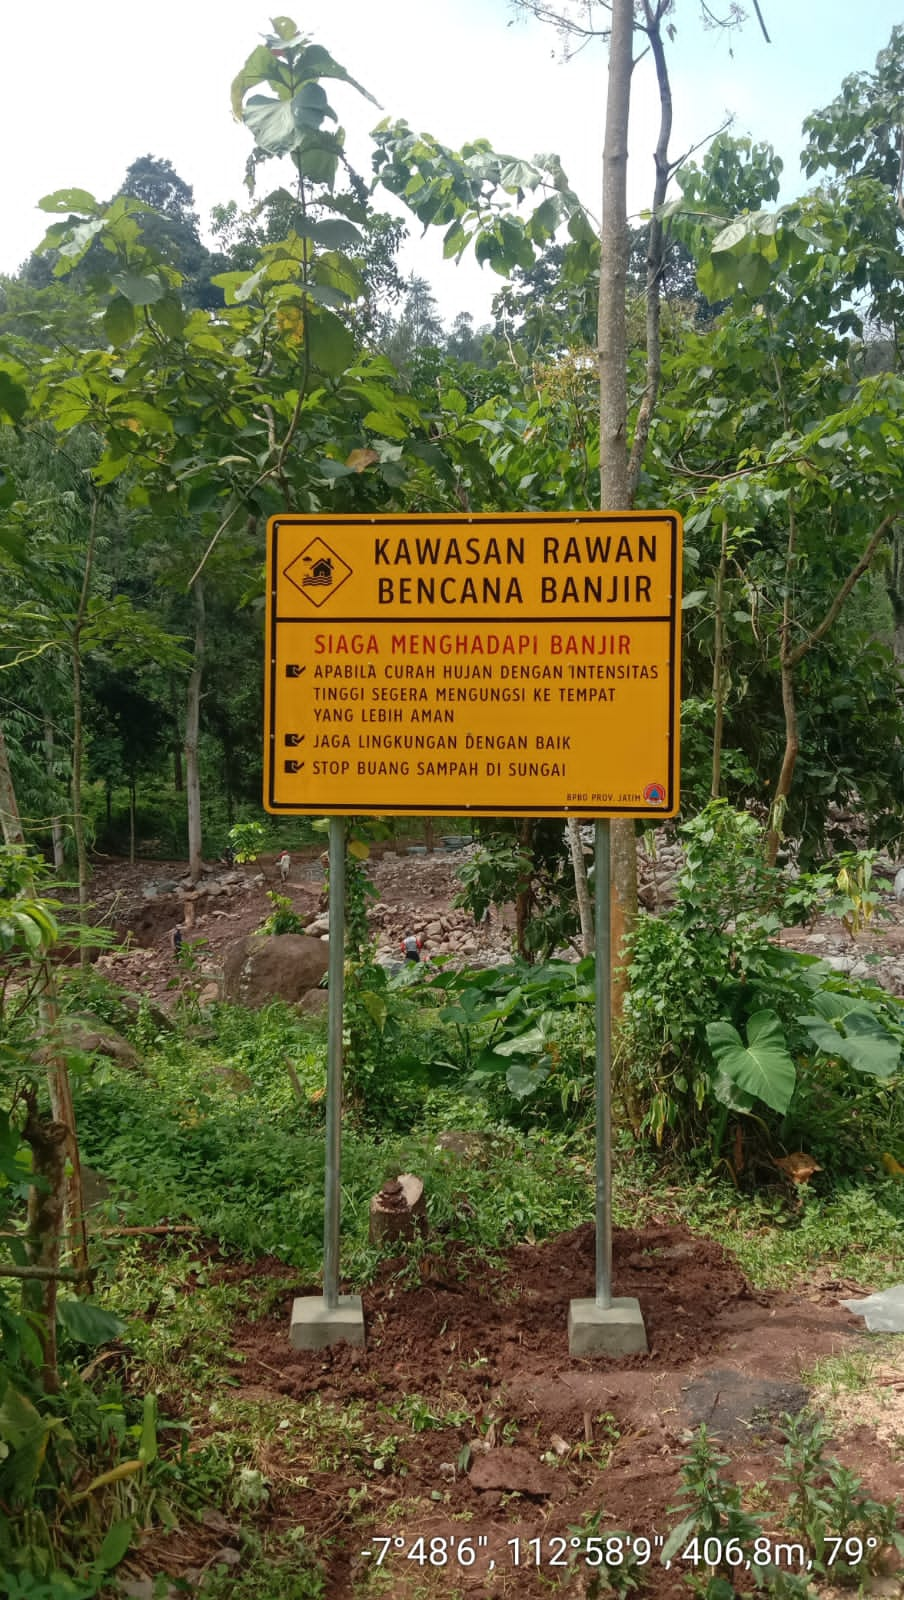 KAWASAN RAWAN
BENCANA BANJIR
SIAGA MENGHADAPI BANJIR
APABILA CURAH HUJAN DENGAN INTENSITAS
TINGGI SEGERA MENGUNGSI KE TEMPAT
YANG LEBIH AMAN
JAGA LINGKUNGAN DENGAN BAIK
STOP BUANG SAMPAH DI SUNGAI
BPBD PROV. JATIM
-7°48'6", 112°58'9", 406,8m, 79°